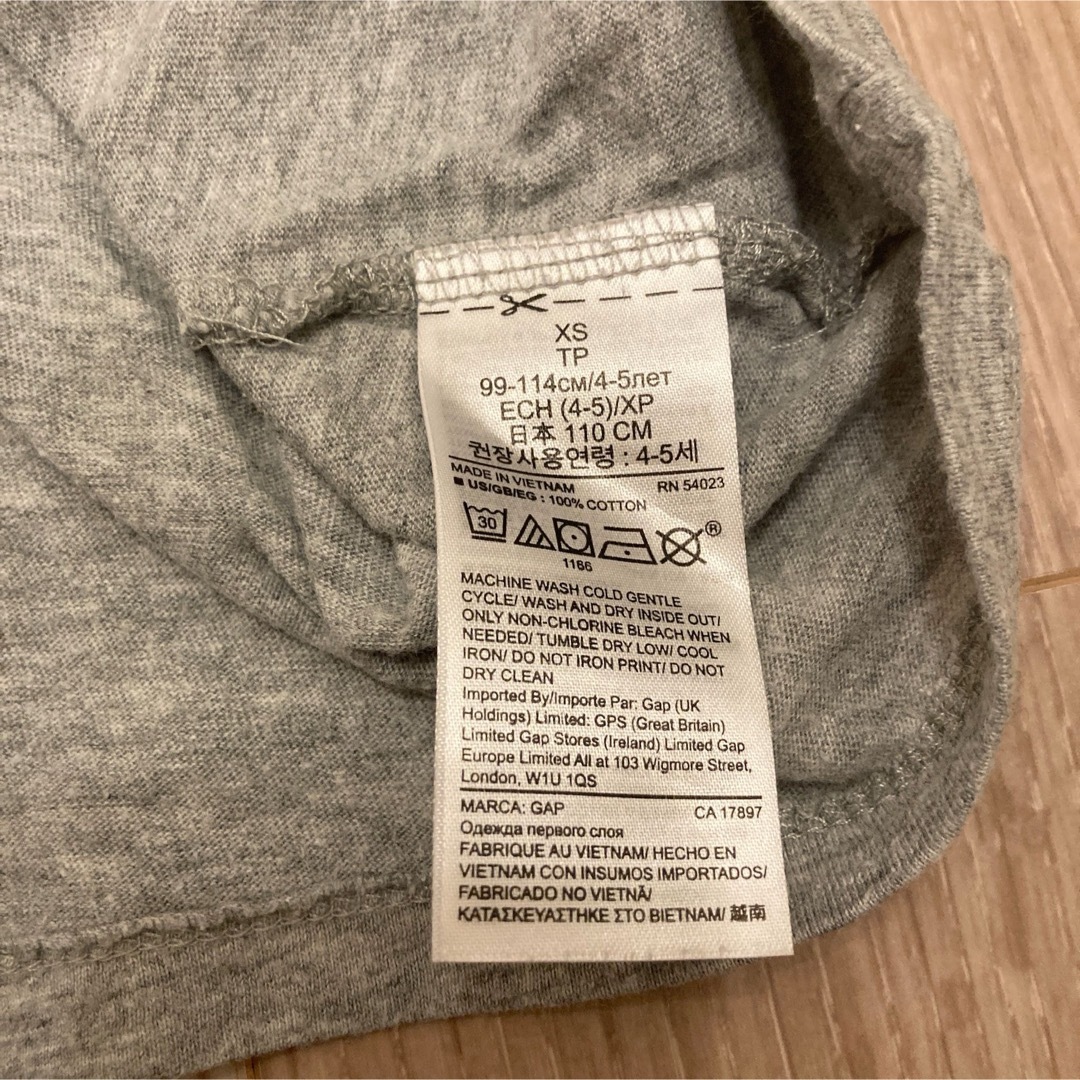 XS
TP
99-114см/4-5лет
ECH (4-5)/XP
日本 110 CM
권장사용연령 : 4-5세
MADE IN VIETNAM RN 54023
■ US/GB/EG : 100% COTTON
30
®
1166
MACHINE WASH COLD GENTLE
CYCLE/ WASH AND DRY INSIDE OUT/
ONLY NON-CHLORINE BLEACH WHEN
NEEDED/ TUMBLE DRY LOW/ COOL
IRON/ DO NOT IRON PRINT/ DO NOT
DRY CLEAN
Imported By/Importe Par: Gap (UK
Holdings) Limited: GPS (Great Britain)
Limited Gap Stores (Ireland) Limited Gap
Europe Limited All at 103 Wigmore Street,
London, W1U 1QS
MARCA: GAP CA 17897
Одежда первого слоя
FABRIQUE AU VIETNAM/ HECHO EN
VIETNAM CON INSUMOS IMPORTADOS/
FABRICADO NO VIETNÃ/
ΚΑΤΑΣΚΕΥΑΣΤΗΚΕ ΣΤΟ ΒΙΕΤΝΑΜ/ 越南